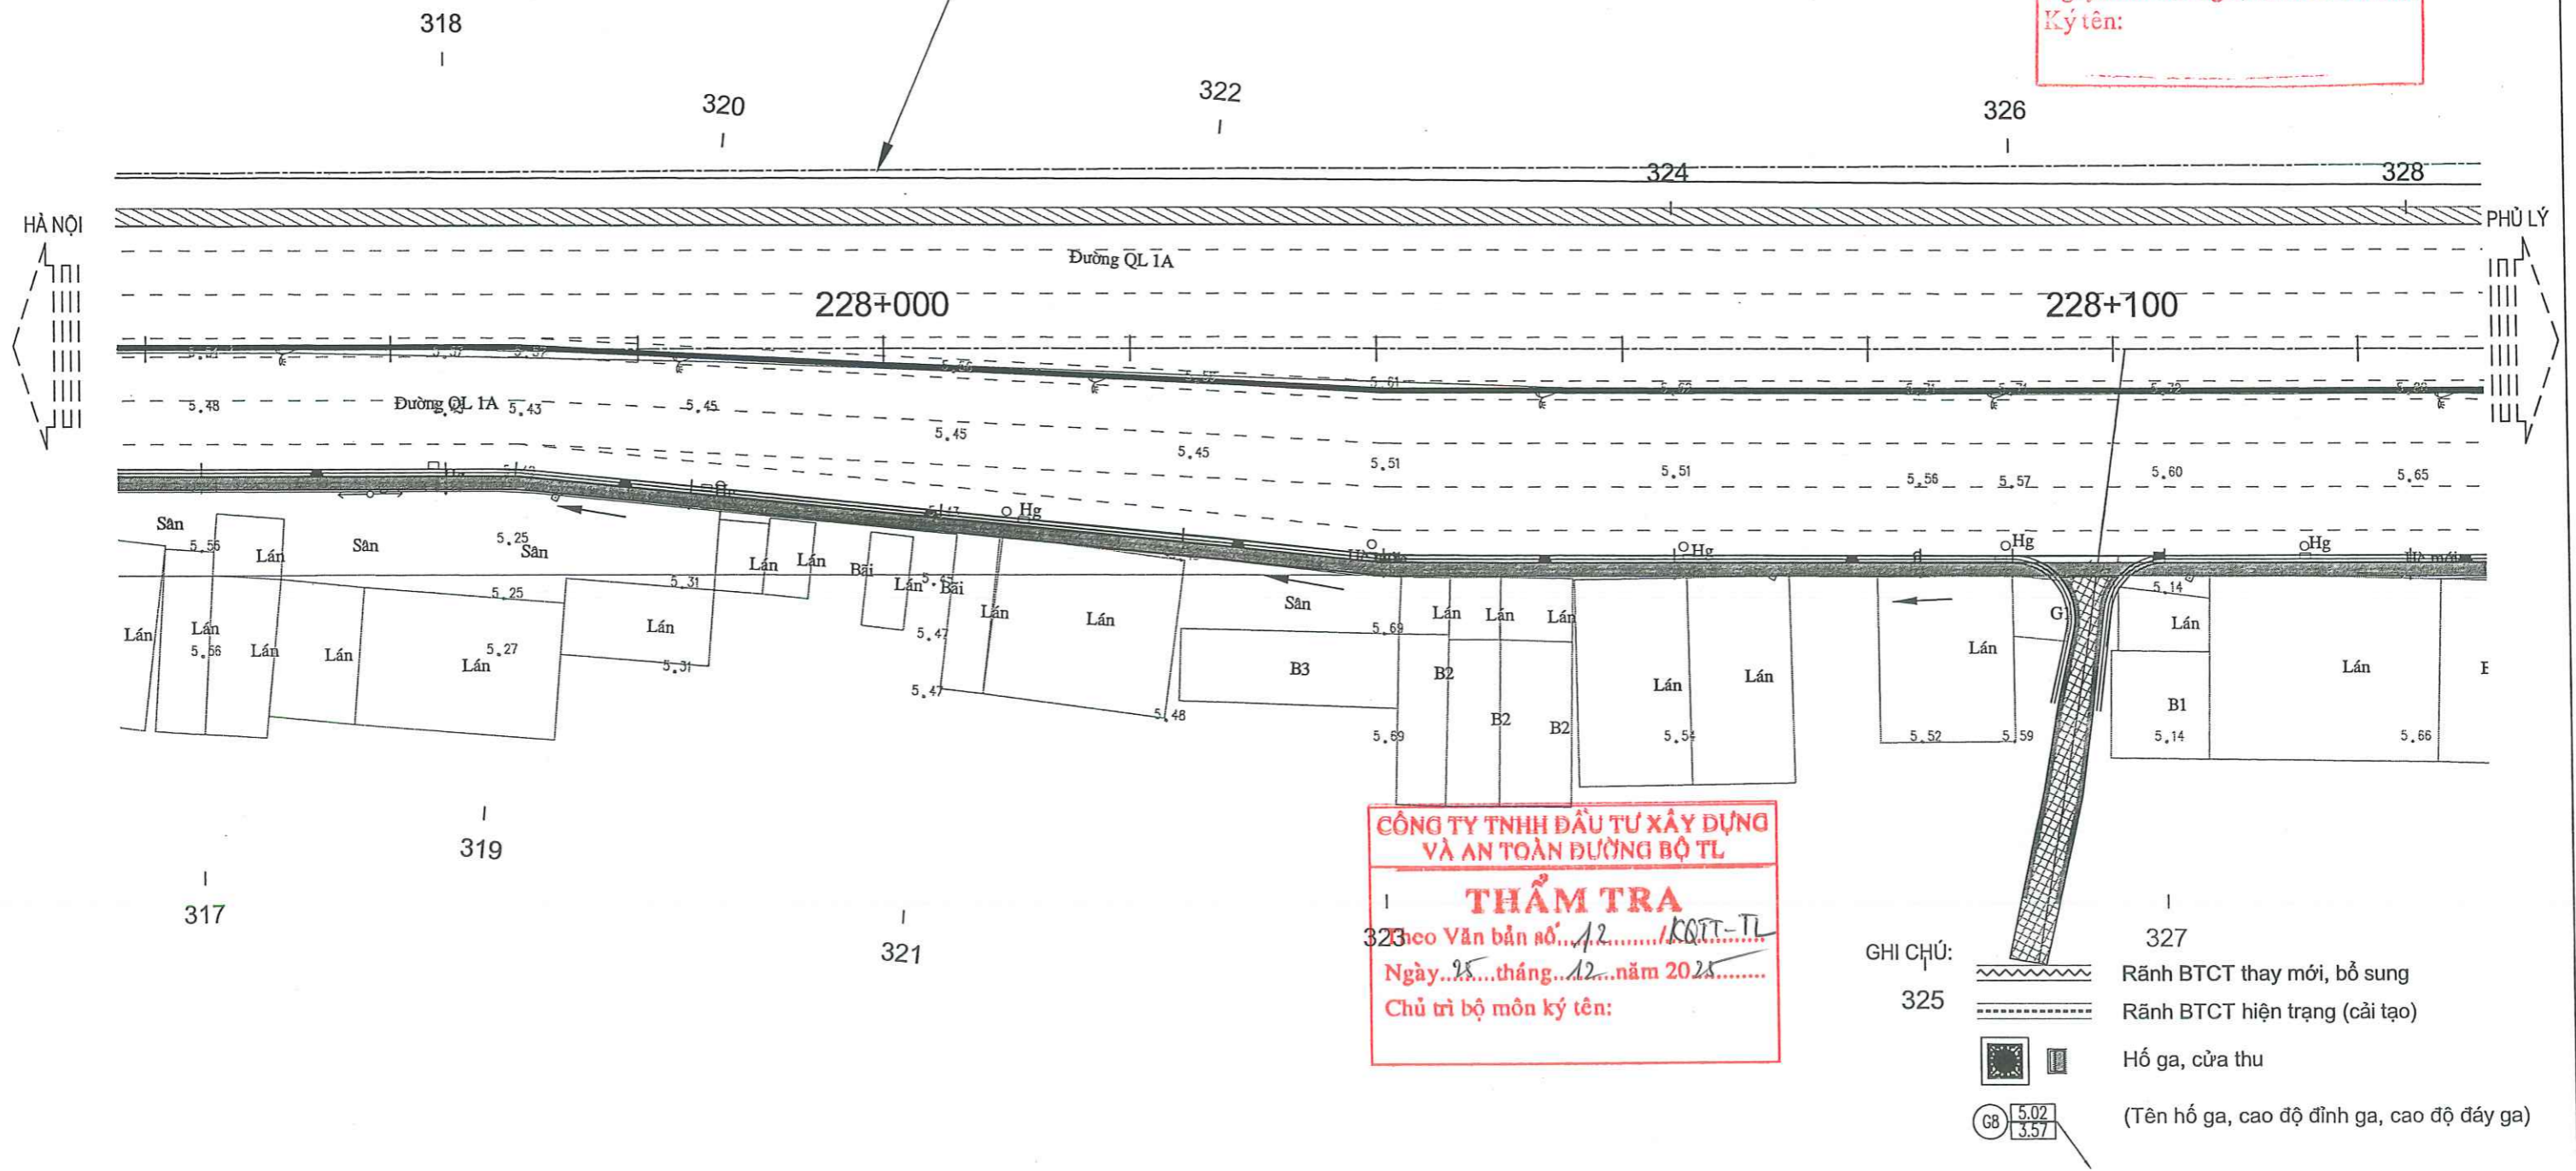 318
Ký tên:
320
322
326
324
328
HÀ NỘI
PHỦ LÝ
Đường QL 1A
228+000
228+100
5.61
5.48
Đường QL 1A
5.43
5.45
5.45
5.45
5.51
5.51
5.56
5.57
5.60
5.65
Hg
Hg
Hg
Hg
Sân
5.56
Lán
Sân
5.25
Sân
Lán
Lán
Bãi
Lán
Bãi
5.31
5.25
Lán
Lán
Lán
5.56
Lán
Lán
5.27
Lán
Lán
5.31
5.47
5.47
Lán
Lán
5.48
Sân
B3
5.69
Lán
Lán
Lán
B2
B2
B2
5.69
Lán
5.54
Lán
Lán
5.52
5.59
5.14
Lán
B1
5.14
Lán
5.66
319
317
321
323
325
327
CÔNG TY TNHH ĐẦU TƯ XÂY DỰNG
VÀ AN TOÀN ĐƯỜNG BỘ TL
THẨM TRA
Theo Văn bản số 12 /KQTT-TL
Ngày 25 tháng 12 năm 2025
Chủ trì bộ môn ký tên:
GHI CHÚ:
Rãnh BTCT thay mới, bổ sung
Rãnh BTCT hiện trạng (cải tạo)
Hố ga, cửa thu
G8 5.02
3.57
(Tên hố ga, cao độ đỉnh ga, cao độ đáy ga)